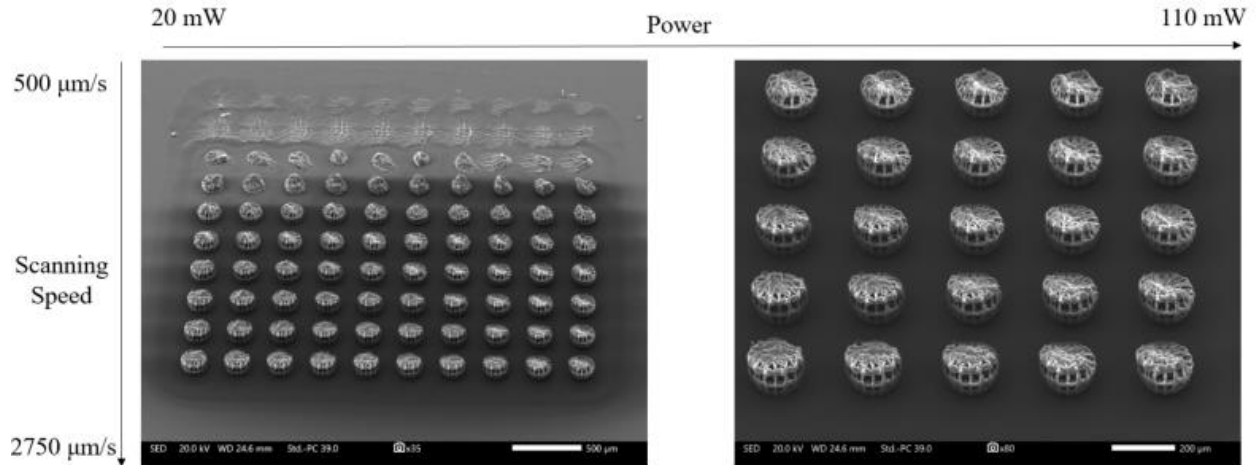 20 mW
Power
110 mW
500 μm/s
Scanning
Speed
2750 μm/s
SED 20.0 kV WD 24.6 mm Std.-PC 39.0 x35 500 μm
SED 20.0 kV WD 24.6 mm Std.-PC 39.0 x80 200 μm